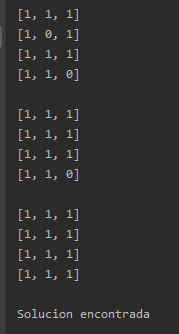 [1, 1, 1]
[1, 0, 1]
[1, 1, 1]
[1, 1, 0]
[1, 1, 1]
[1, 1, 1]
[1, 1, 1]
[1, 1, 0]
[1, 1, 1]
[1, 1, 1]
[1, 1, 1]
[1, 1, 1]
Solucion encontrada